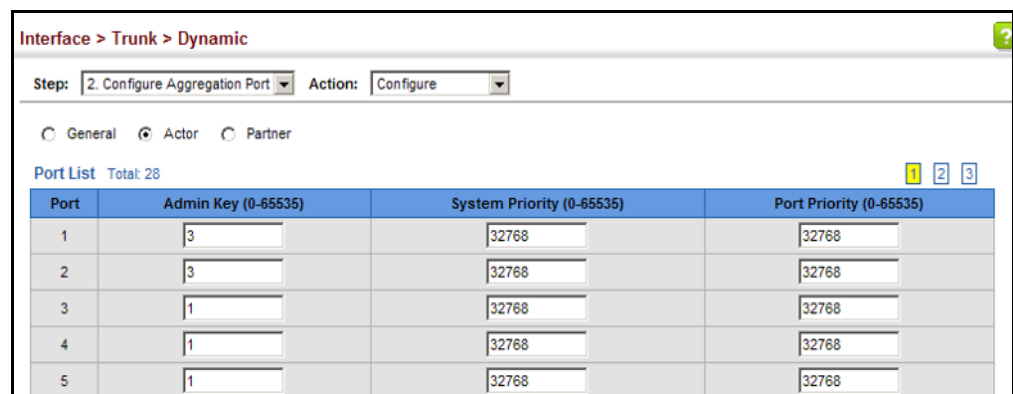 Interface > Trunk > Dynamic
?
Step: 2. Configure Aggregation Port Action: Configure
General Actor Partner
Port List Total: 28 1 2 3
Port Admin Key (0-65535) System Priority (0-65535) Port Priority (0-65535)
1 3 32768 32768
2 3 32768 32768
3 1 32768 32768
4 1 32768 32768
5 1 32768 32768